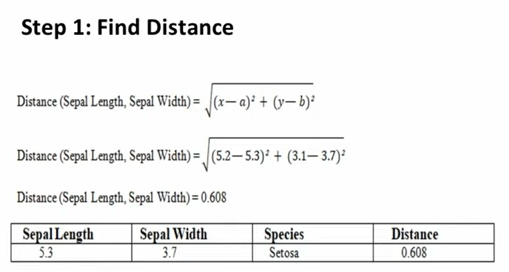 Step 1: Find Distance
Distance (Sepal Length, Sepal Width) = √(x— a)² + (y— b)²
Distance (Sepal Length, Sepal Width) = √(5.2— 5.3)² + (3.1— 3.7)²
Distance (Sepal Length, Sepal Width) = 0.608
Sepal Length Sepal Width Species Distance
5.3 3.7 Setosa 0.608